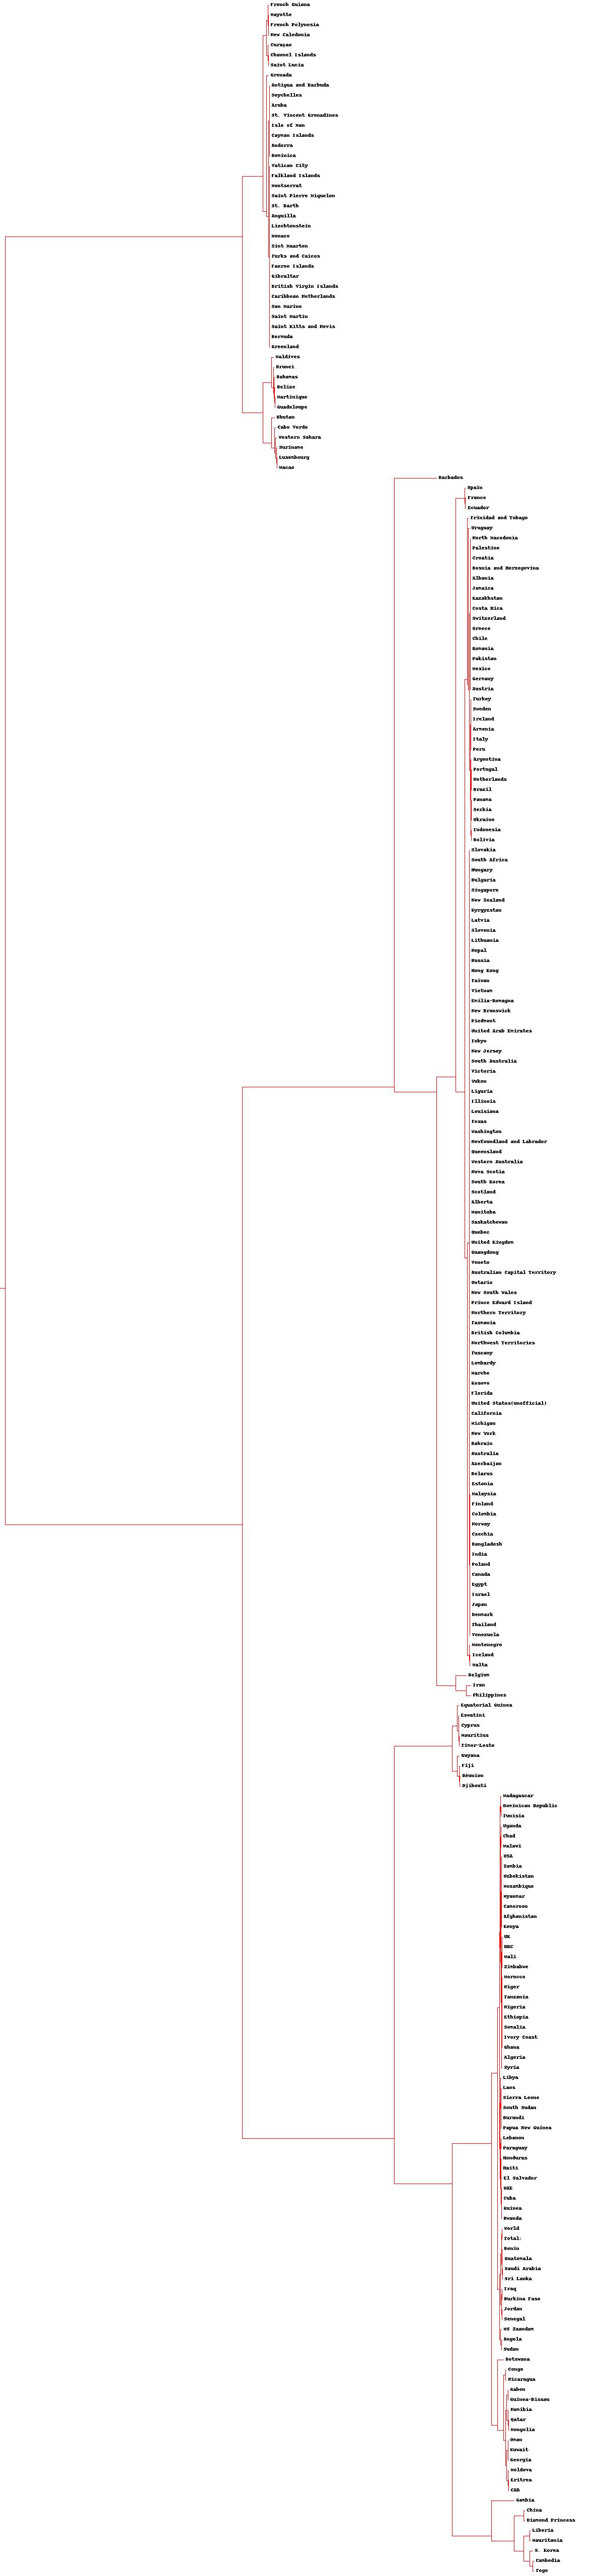 French Guiana
Mayotte
French Polynesia
New Caledonia
Curaçao
Channel Islands
Saint Lucia
Grenada
Antigua and Barbuda
Seychelles
Aruba
St. Vincent Grenadines
Isle of Man
Cayman Islands
Andorra
Dominica
Vatican City
Falkland Islands
Montserrat
Saint Pierre Miquelon
St. Barth
Anguilla
Liechtenstein
Monaco
Sint Maarten
Turks and Caicos
Faeroe Islands
Gibraltar
British Virgin Islands
Caribbean Netherlands
San Marino
Saint Martin
Saint Kitts and Nevis
Bermuda
Greenland
Maldives
Brunei
Bahamas
Belize
Martinique
Guadeloupe
Bhutan
Cabo Verde
Western Sahara
Suriname
Luxembourg
Macao
Barbados
Spain
France
Ecuador
Trinidad and Tobago
Uruguay
North Macedonia
Palestine
Croatia
Bosnia and Herzegovina
Albania
Jamaica
Kazakhstan
Costa Rica
Switzerland
Greece
Chile
Romania
Pakistan
Mexico
Germany
Austria
Turkey
Sweden
Ireland
Armenia
Italy
Peru
Argentina
Portugal
Netherlands
Brazil
Panama
Serbia
Ukraine
Indonesia
Bolivia
Slovakia
South Africa
Hungary
Bulgaria
Singapore
New Zealand
Kyrgyzstan
Latvia
Slovenia
Lithuania
Nepal
Russia
Hong Kong
Taiwan
Vietnam
Emilia-Romagna
New Brunswick
Piedmont
United Arab Emirates
Tokyo
New Jersey
South Australia
Victoria
Yukon
Liguria
Illinois
Louisiana
Texas
Washington
Newfoundland and Labrador
Queensland
Western Australia
Nova Scotia
South Korea
Scotland
Alberta
Manitoba
Saskatchewan
Quebec
United Kingdom
Guangdong
Veneto
Australian Capital Territory
Ontario
New South Wales
Prince Edward Island
Northern Territory
Tasmania
British Columbia
Northwest Territories
Tuscany
Lombardy
Marche
Kosovo
Florida
United States(unofficial)
California
Michigan
New York
Bahrain
Australia
Azerbaijan
Belarus
Estonia
Malaysia
Finland
Colombia
Norway
Czechia
Bangladesh
India
Poland
Canada
Egypt
Israel
Japan
Denmark
Thailand
Venezuela
Montenegro
Iceland
Malta
Belgium
Iran
Philippines
Equatorial Guinea
Eswatini
Cyprus
Mauritius
Timor-Leste
Guyana
Fiji
Réunion
Djibouti
Madagascar
Dominican Republic
Tunisia
Uganda
Chad
Malawi
USA
Zambia
Uzbekistan
Mozambique
Myanmar
Cameroon
Afghanistan
Kenya
UK
DRC
Mali
Zimbabwe
Morocco
Niger
Tanzania
Nigeria
Ethiopia
Somalia
Ivory Coast
Ghana
Algeria
Syria
Libya
Laos
Sierra Leone
South Sudan
Burundi
Papua New Guinea
Lebanon
Paraguay
Honduras
Haiti
El Salvador
UAE
Cuba
Guinea
Rwanda
World
Total:
Benin
Guatemala
Saudi Arabia
Sri Lanka
Iraq
Burkina Faso
Jordan
Senegal
MS Zaandam
Angola
Sudan
Botswana
Congo
Nicaragua
Gabon
Guinea-Bissau
Namibia
Qatar
Mongolia
Oman
Kuwait
Georgia
Moldova
Eritrea
CAR
Gambia
China
Diamond Princess
Liberia
Mauritania
S. Korea
Cambodia
Togo